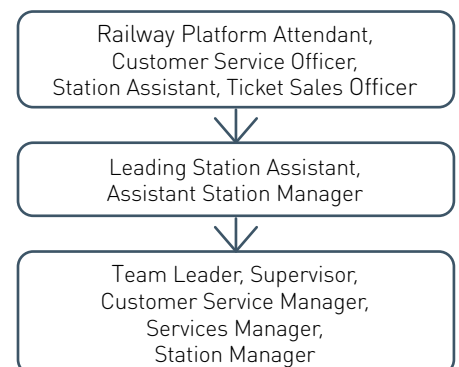 Railway Platform Attendant,
Customer Service Officer,
Station Assistant, Ticket Sales Officer
Leading Station Assistant,
Assistant Station Manager
Team Leader, Supervisor,
Customer Service Manager,
Services Manager,
Station Manager